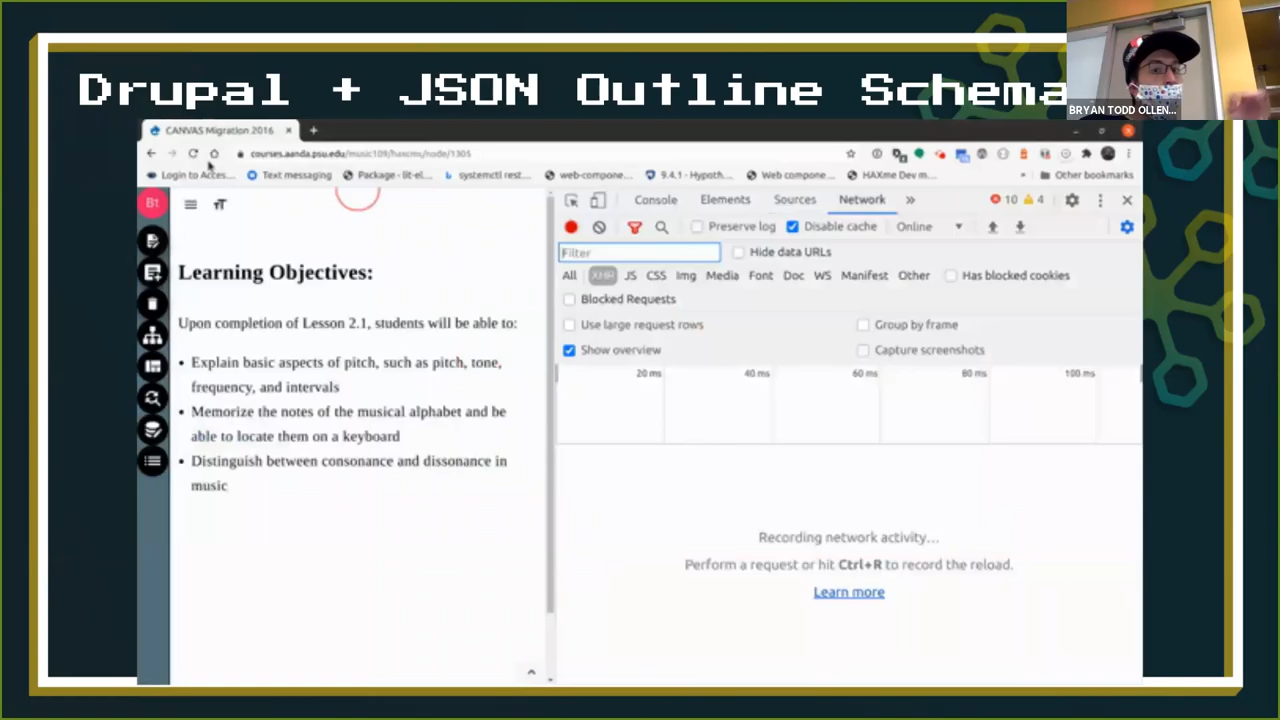 Drupal + JSON Outline Schema
BRYAN TODD OLLEN...
CANVAS Migration 2016
courses.aanda.psu.edu/music109/haxcms/node/1305
Login to Acces...
Text messaging
Package - lit-el...
systemctl rest...
web-compone...
9.4.1 - Hypoth...
Web compone...
HAXme Dev m...
»
Other bookmarks
Bt
Console
Elements
Sources
Network
»
10
4
Preserve log
Disable cache
Online
Filter
Hide data URLs
All
XHR
JS
CSS
Img
Media
Font
Doc
WS
Manifest
Other
Has blocked cookies
Blocked Requests
Use large request rows
Group by frame
Show overview
Capture screenshots
20 ms
40 ms
60 ms
80 ms
100 ms
Recording network activity...
Perform a request or hit Ctrl+R to record the reload.
Learn more
Learning Objectives:
Upon completion of Lesson 2.1, students will be able to:
• Explain basic aspects of pitch, such as pitch, tone,
frequency, and intervals
• Memorize the notes of the musical alphabet and be
able to locate them on a keyboard
• Distinguish between consonance and dissonance in
music